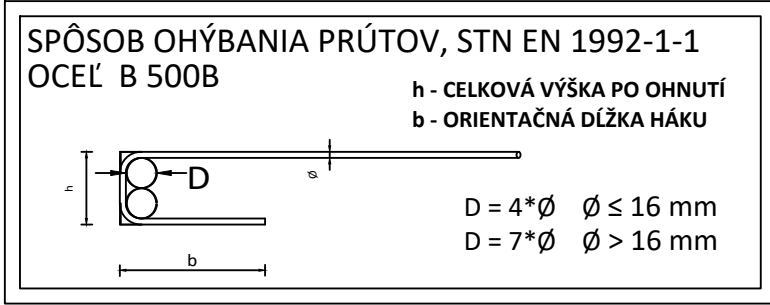 SPÔSOB OHÝBANIA PRÚTOV, STN EN 1992-1-1
OCEĽ B 500B
h - CELKOVÁ VÝŠKA PO OHNUTÍ
b - ORIENTAČNÁ DĹŽKA HÁKU
h
D
Ø
D = 4*Ø Ø ≤ 16 mm
D = 7*Ø Ø > 16 mm
b